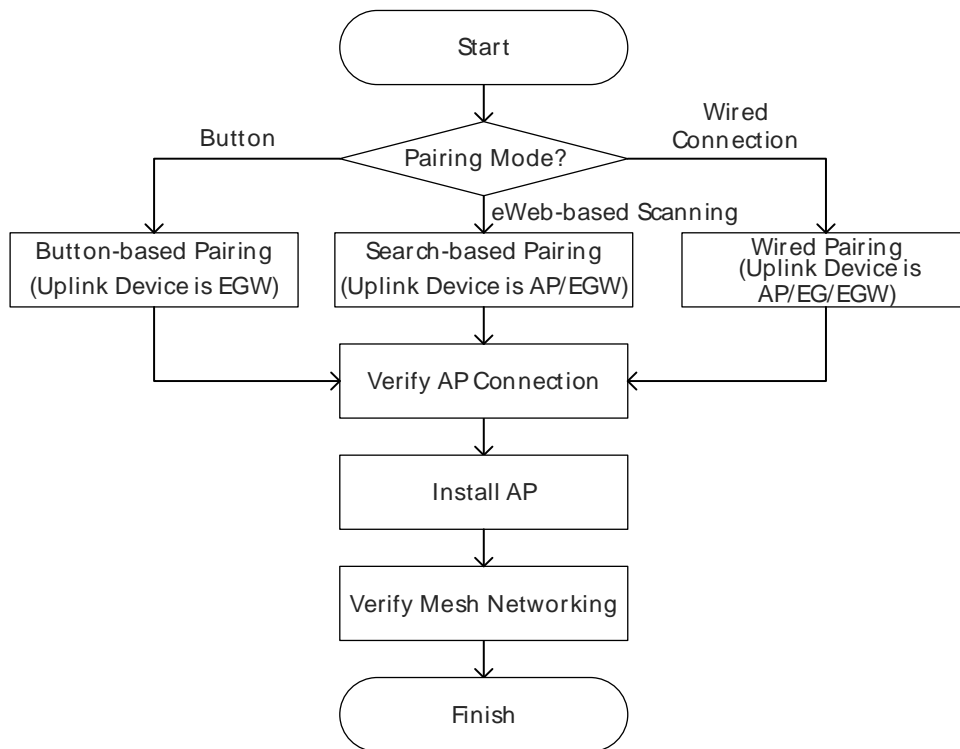 Start
Button
Wired
Connection
Pairing Mode?
eWeb-based Scanning
Button-based Pairing
(Uplink Device is EGW)
Search-based Pairing
(Uplink Device is AP/EGW)
Wired Pairing
(Uplink Device is
AP/EG/EGW)
Verify AP Connection
Install AP
Verify Mesh Networking
Finish